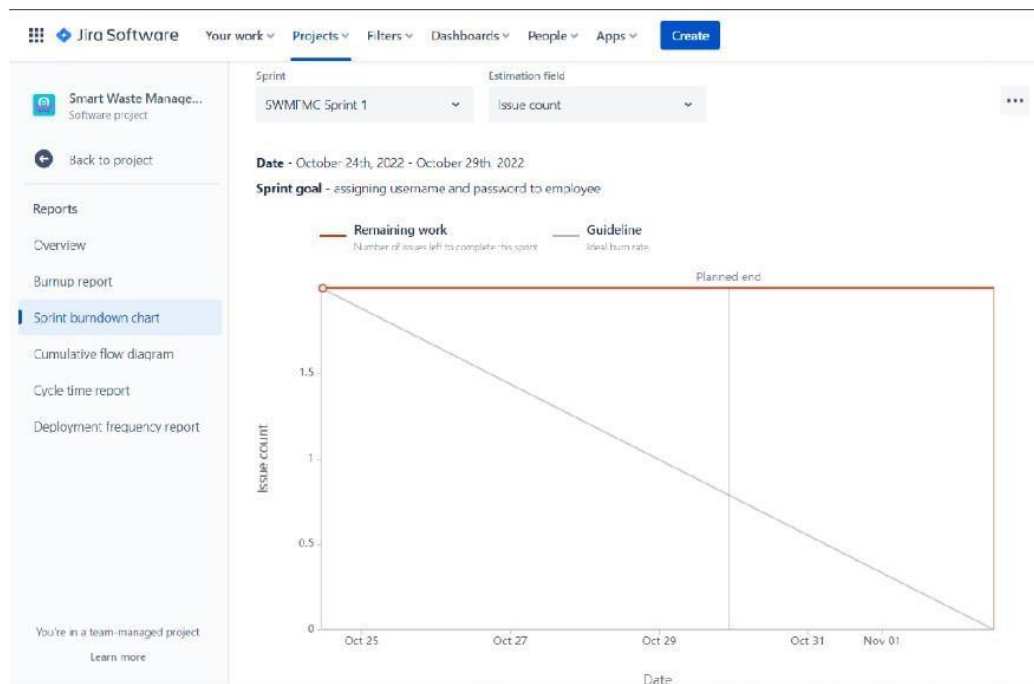 Jira Software Your work Projects Filters Dashboards People Apps Create
Smart Waste Manage...
Software project
Back to project
Reports
Overview
Burnup report
Sprint burndown chart
Cumulative flow diagram
Cycle time report
Deployment frequency report
You're in a team-managed project
Learn more
Sprint Estimation field
SWMFMC Sprint 1 Issue count
Date - October 24th, 2022 - October 29th, 2022
Sprint goal - assigning username and password to employee
Remaining work Guideline
Number of issues left to complete this sprint Ideal burn rate
Planned end
1.5
1
0.5
0
Issue count
Oct 25 Oct 27 Oct 29 Oct 31 Nov 01
Date